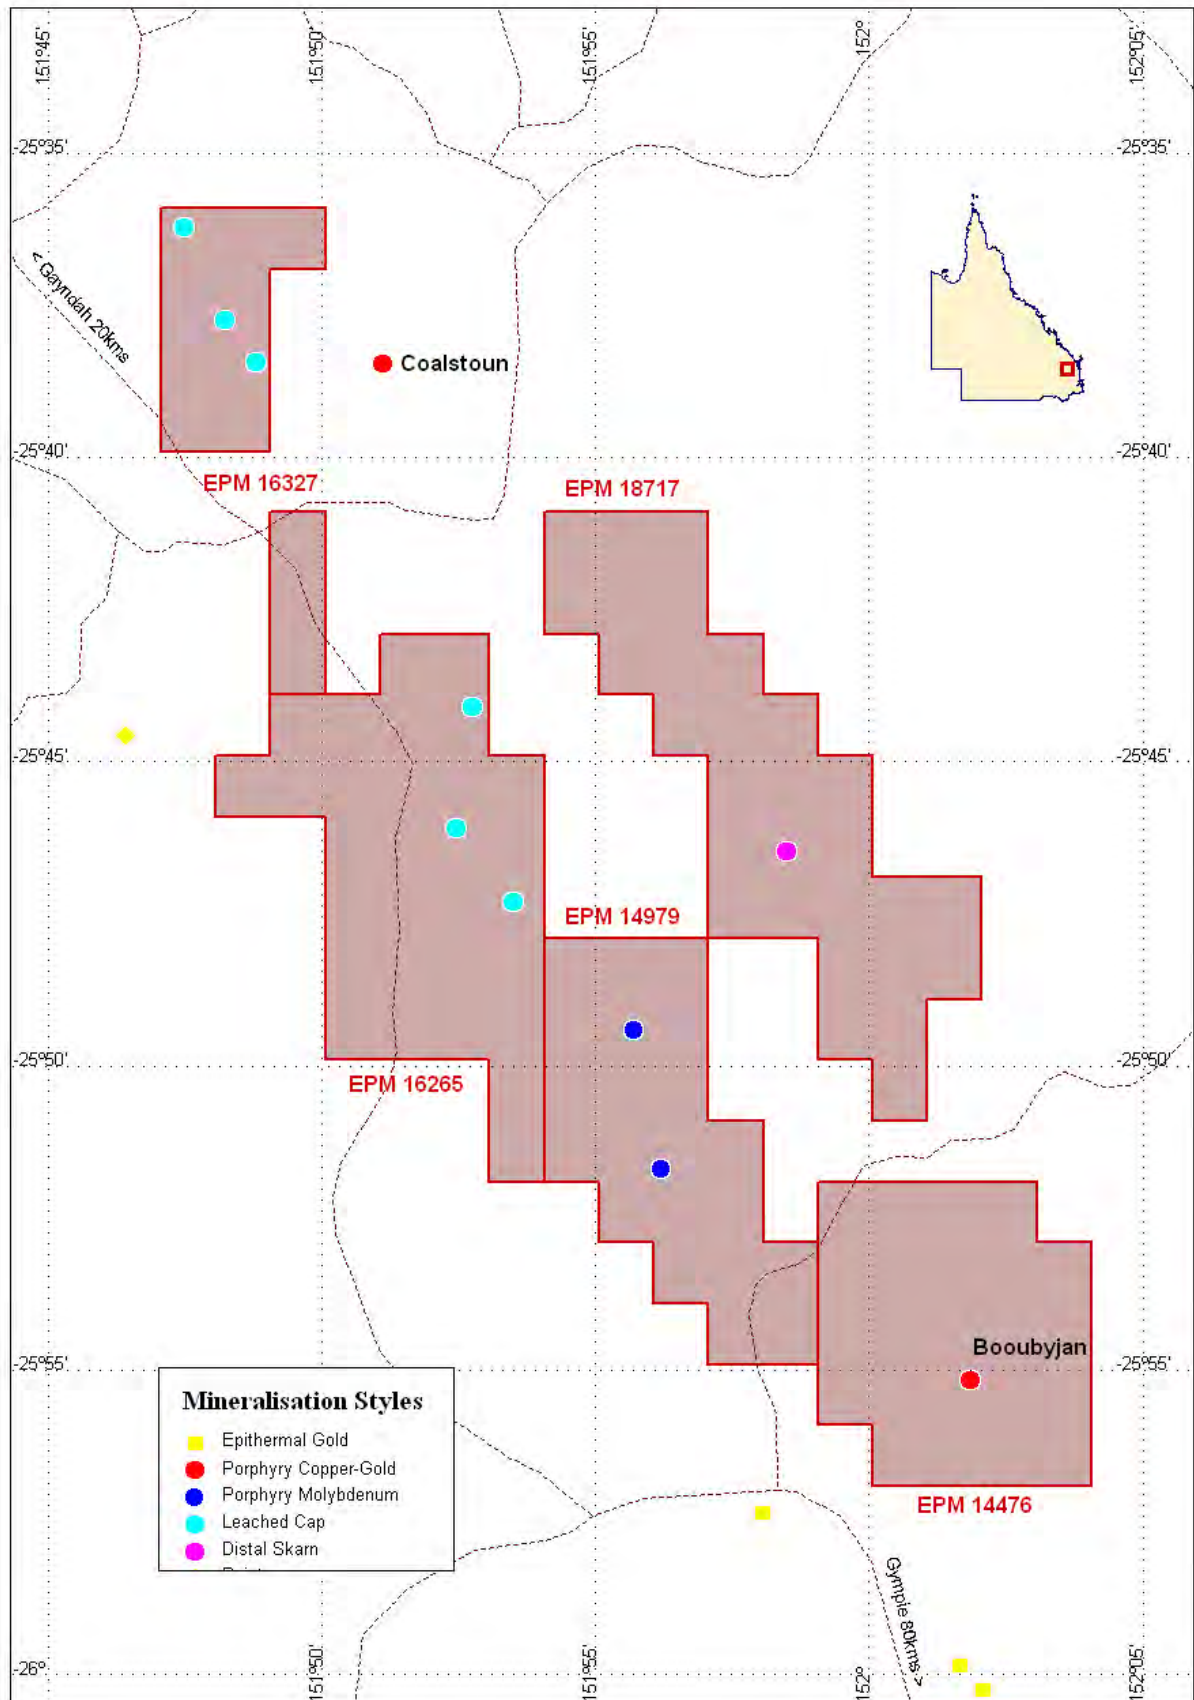 151°45'
151°50'
151°55'
152°
152°05'
-25°35'
-25°35'
< Gayndah 20kms
Coalstoun
-25°40'
-25°40'
EPM 16327
EPM 18717
-25°45'
-25°45'
EPM 14979
-25°50'
-25°50'
EPM 16265
Booubyjan
-25°55'
-25°55'
Mineralisation Styles
Epithermal Gold
Porphyry Copper-Gold
Porphyry Molybdenum
Leached Cap
Distal Skarn
EPM 14476
Gympie 80kms >
-26°
151°50'
151°55'
152°
152°05'